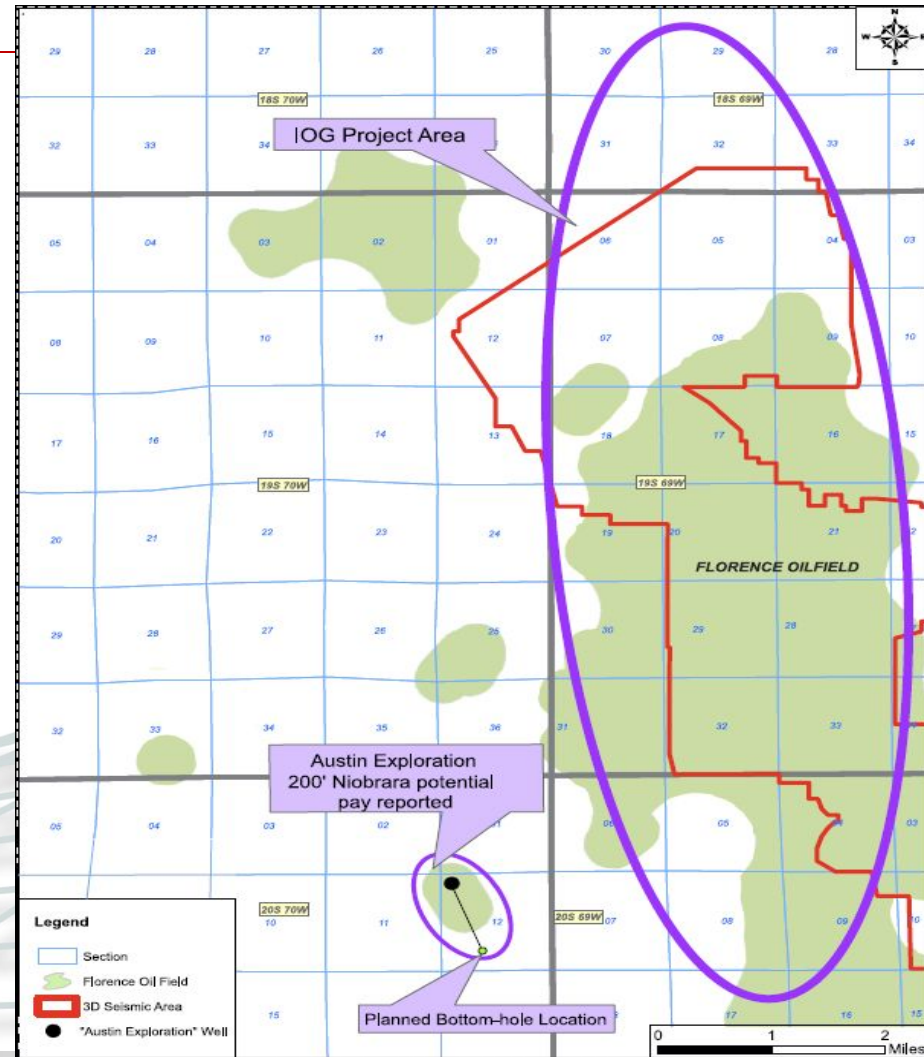 N
W
S
29 28 27 26 25 30 29 28
18S 70W 18S 69W
IOG Project Area
32 33 34 31 32 33 34
05 04 03 02 01 06 05 04 03
08 09 10 11 12 07 08 09 10
17 16 15 14 13 18 17 16 15
19S 70W 19S 69W
20 21 22 23 24 19 20 21
FLORENCE OILFIELD
29 28 27 26 25 30 29 28
32 33 34 35 36 31 32 33
Austin Exploration
200' Niobrara potential
pay reported
05 04 03 02 01 06 05 04 03
20S 70W 20S 69W
10 11 12 07 08 09 10
Legend
Section
Florence Oil Field
3D Seismic Area
"Austin Exploration" Well
15 17 16 15
Planned Bottom-hole Location
0 1 2
Miles